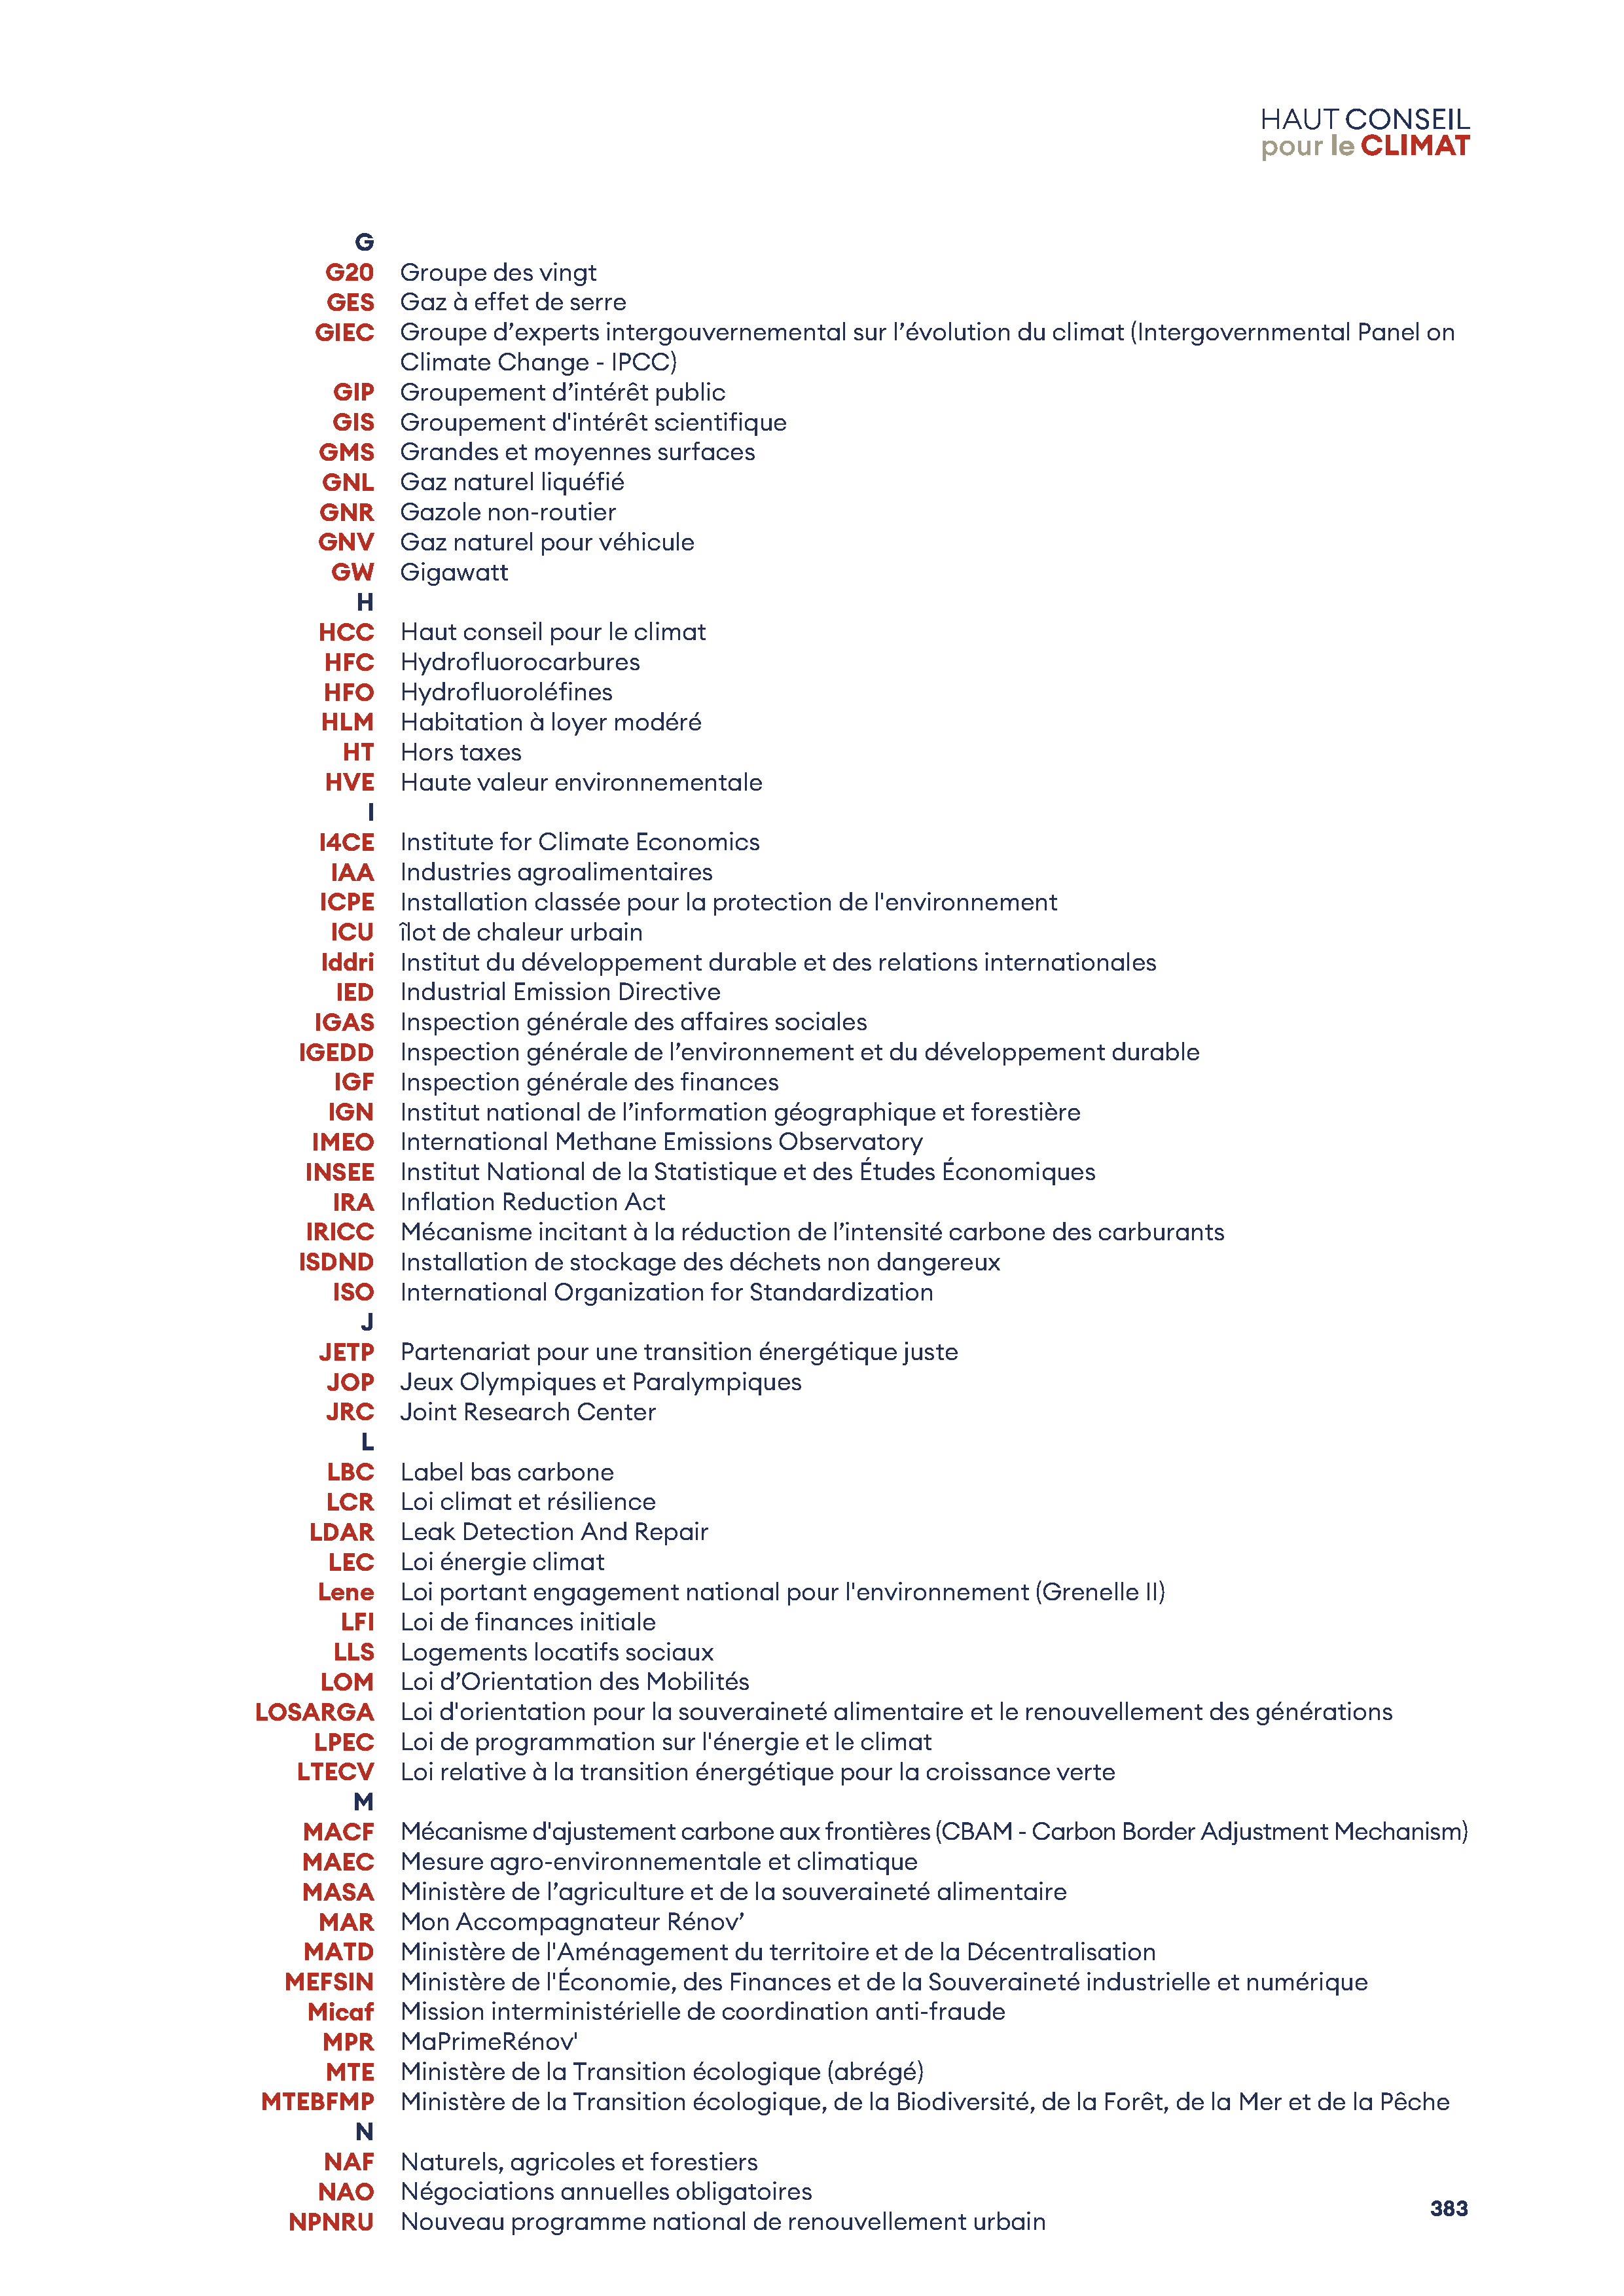 HAUT CONSEIL
pour le CLIMAT
G
G20 Groupe des vingt
GES Gaz à effet de serre
GIEC Groupe d’experts intergouvernemental sur l’évolution du climat (Intergovernmental Panel on
Climate Change - IPCC)
GIP Groupement d’intérêt public
GIS Groupement d'intérêt scientifique
GMS Grandes et moyennes surfaces
GNL Gaz naturel liquéfié
GNR Gazole non-routier
GNV Gaz naturel pour véhicule
GW Gigawatt
H
HCC Haut conseil pour le climat
HFC Hydrofluorocarbures
HFO Hydrofluoroléfines
HLM Habitation à loyer modéré
HT Hors taxes
HVE Haute valeur environnementale
I
I4CE Institute for Climate Economics
IAA Industries agroalimentaires
ICPE Installation classée pour la protection de l'environnement
ICU îlot de chaleur urbain
Iddri Institut du développement durable et des relations internationales
IED Industrial Emission Directive
IGAS Inspection générale des affaires sociales
IGEDD Inspection générale de l’environnement et du développement durable
IGF Inspection générale des finances
IGN Institut national de l’information géographique et forestière
IMEO International Methane Emissions Observatory
INSEE Institut National de la Statistique et des Études Économiques
IRA Inflation Reduction Act
IRICC Mécanisme incitant à la réduction de l’intensité carbone des carburants
ISDND Installation de stockage des déchets non dangereux
ISO International Organization for Standardization
J
JETP Partenariat pour une transition énergétique juste
JOP Jeux Olympiques et Paralympiques
JRC Joint Research Center
L
LBC Label bas carbone
LCR Loi climat et résilience
LDAR Leak Detection And Repair
LEC Loi énergie climat
Lene Loi portant engagement national pour l'environnement (Grenelle II)
LFI Loi de finances initiale
LLS Logements locatifs sociaux
LOM Loi d’Orientation des Mobilités
LOSARGA Loi d'orientation pour la souveraineté alimentaire et le renouvellement des générations
LPEC Loi de programmation sur l'énergie et le climat
LTECV Loi relative à la transition énergétique pour la croissance verte
M
MACF Mécanisme d'ajustement carbone aux frontières (CBAM - Carbon Border Adjustment Mechanism)
MAEC Mesure agro-environnementale et climatique
MASA Ministère de l’agriculture et de la souveraineté alimentaire
MAR Mon Accompagnateur Rénov’
MATD Ministère de l'Aménagement du territoire et de la Décentralisation
MEFSIN Ministère de l'Économie, des Finances et de la Souveraineté industrielle et numérique
Micaf Mission interministérielle de coordination anti-fraude
MPR MaPrimeRénov'
MTE Ministère de la Transition écologique (abrégé)
MTEBFMP Ministère de la Transition écologique, de la Biodiversité, de la Forêt, de la Mer et de la Pêche
N
NAF Naturels, agricoles et forestiers
NAO Négociations annuelles obligatoires
NPNRU Nouveau programme national de renouvellement urbain
383